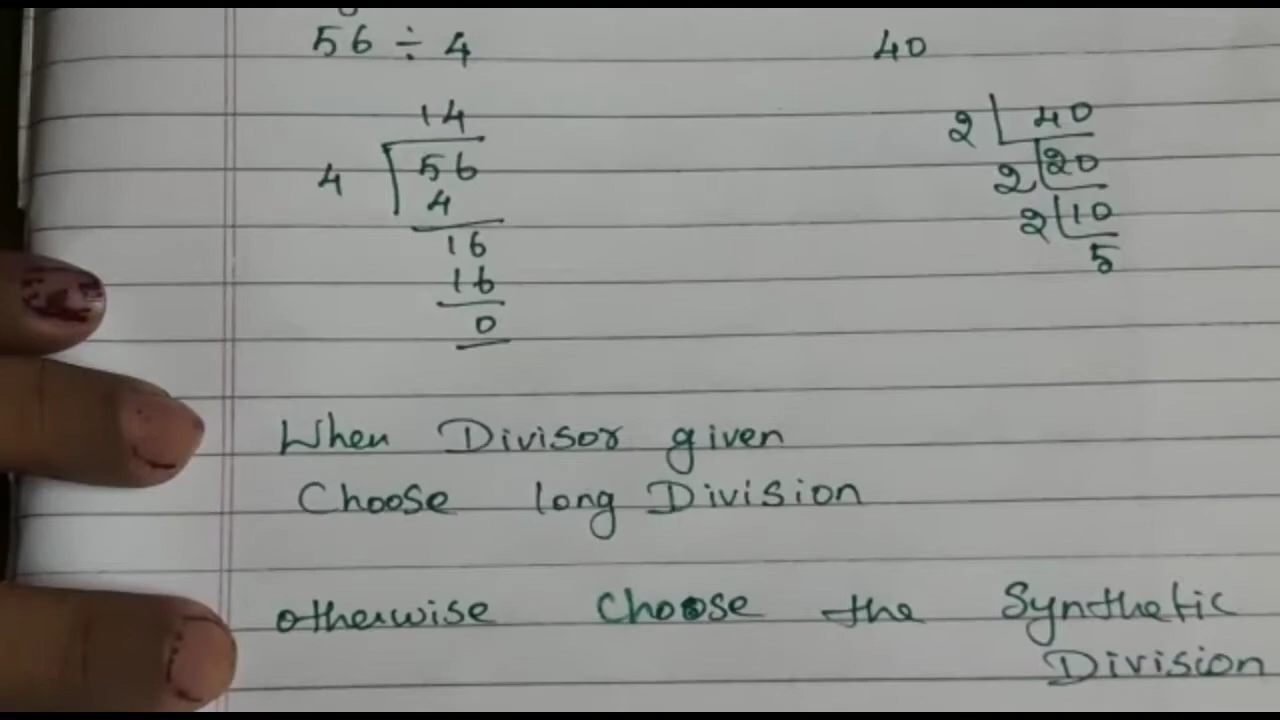 56 ÷ 4
14
4 56
4
16
16
0
40
2 40
2 20
2 10
5
When Divisor given
Choose long Division
otherwise choose the Synthetic
Division